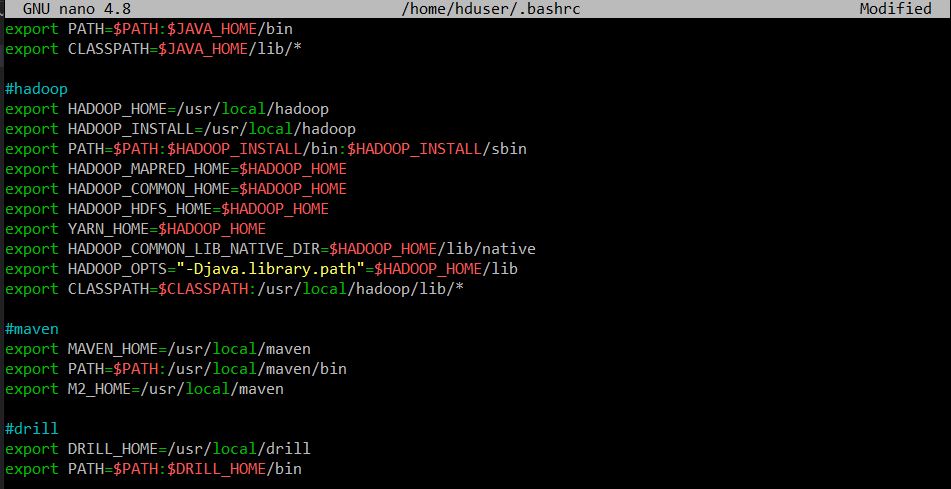 GNU nano 4.8 /home/hduser/.bashrc Modified
export PATH=$PATH:$JAVA_HOME/bin
export CLASSPATH=$JAVA_HOME/lib/*
#hadoop
export HADOOP_HOME=/usr/local/hadoop
export HADOOP_INSTALL=/usr/local/hadoop
export PATH=$PATH:$HADOOP_INSTALL/bin:$HADOOP_INSTALL/sbin
export HADOOP_MAPRED_HOME=$HADOOP_HOME
export HADOOP_COMMON_HOME=$HADOOP_HOME
export HADOOP_HDFS_HOME=$HADOOP_HOME
export YARN_HOME=$HADOOP_HOME
export HADOOP_COMMON_LIB_NATIVE_DIR=$HADOOP_HOME/lib/native
export HADOOP_OPTS="-Djava.library.path"=$HADOOP_HOME/lib
export CLASSPATH=$CLASSPATH:/usr/local/hadoop/lib/*
#maven
export MAVEN_HOME=/usr/local/maven
export PATH=$PATH:/usr/local/maven/bin
export M2_HOME=/usr/local/maven
#drill
export DRILL_HOME=/usr/local/drill
export PATH=$PATH:$DRILL_HOME/bin